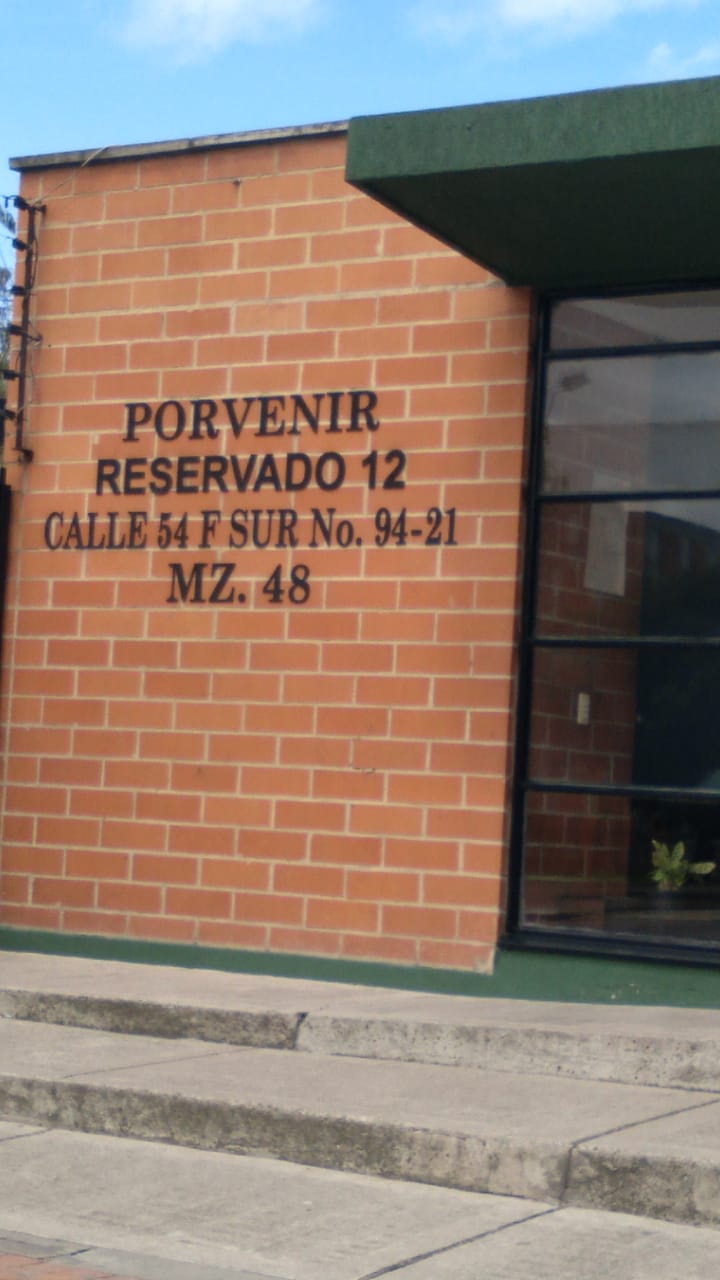 PORVENIR
RESERVADO 12
CALLE 54 F SUR No. 94-21
MZ. 48